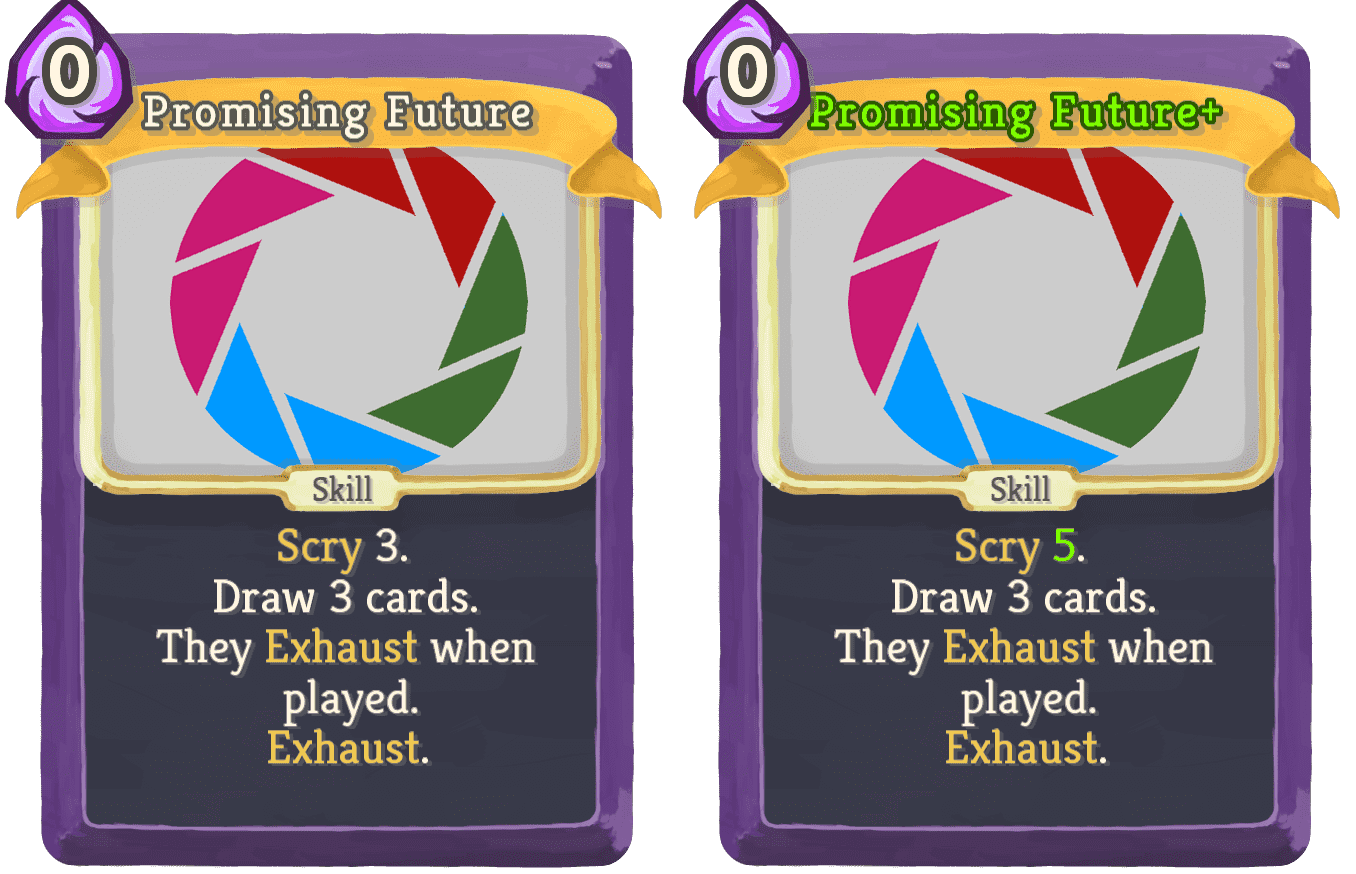 0
Promising Future
Skill
Scry 3.
Draw 3 cards.
They Exhaust when
played.
Exhaust.
0
Promising Future+
Skill
Scry 5.
Draw 3 cards.
They Exhaust when
played.
Exhaust.